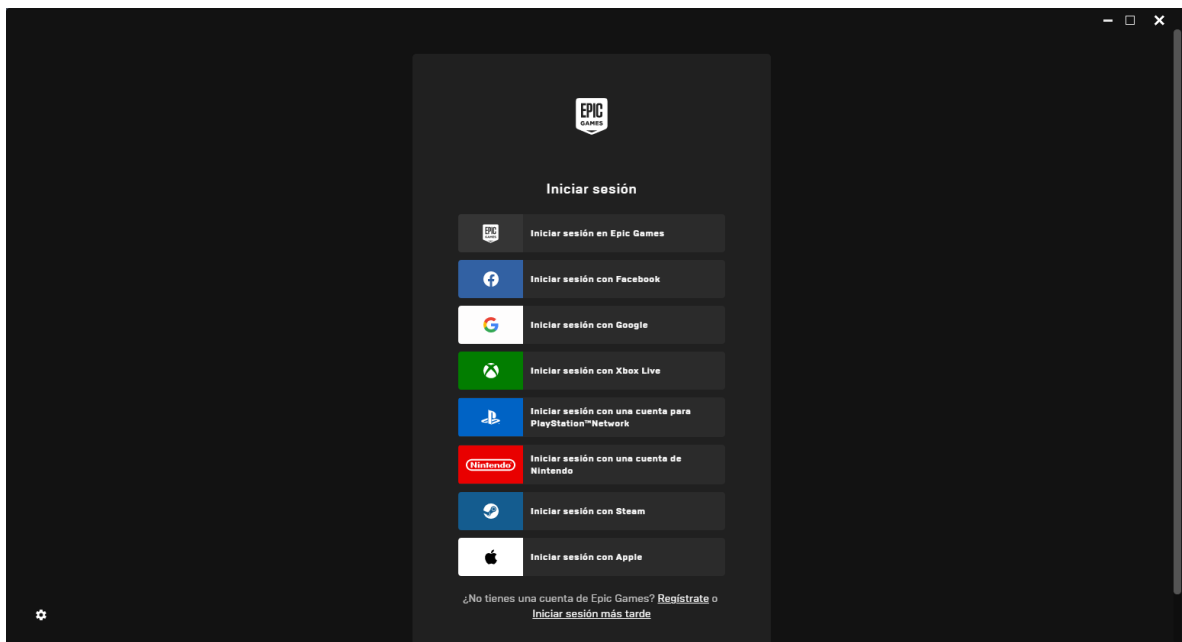 EPIC
GAMES
Iniciar sesión
EPIC
GAMES
Iniciar sesión en Epic Games
Iniciar sesión con Facebook
Iniciar sesión con Google
Iniciar sesión con Xbox Live
Iniciar sesión con una cuenta para
PlayStation™Network
Nintendo
Iniciar sesión con una cuenta de
Nintendo
Iniciar sesión con Steam
Iniciar sesión con Apple
¿No tienes una cuenta de Epic Games? Regístrate o
Iniciar sesión más tarde